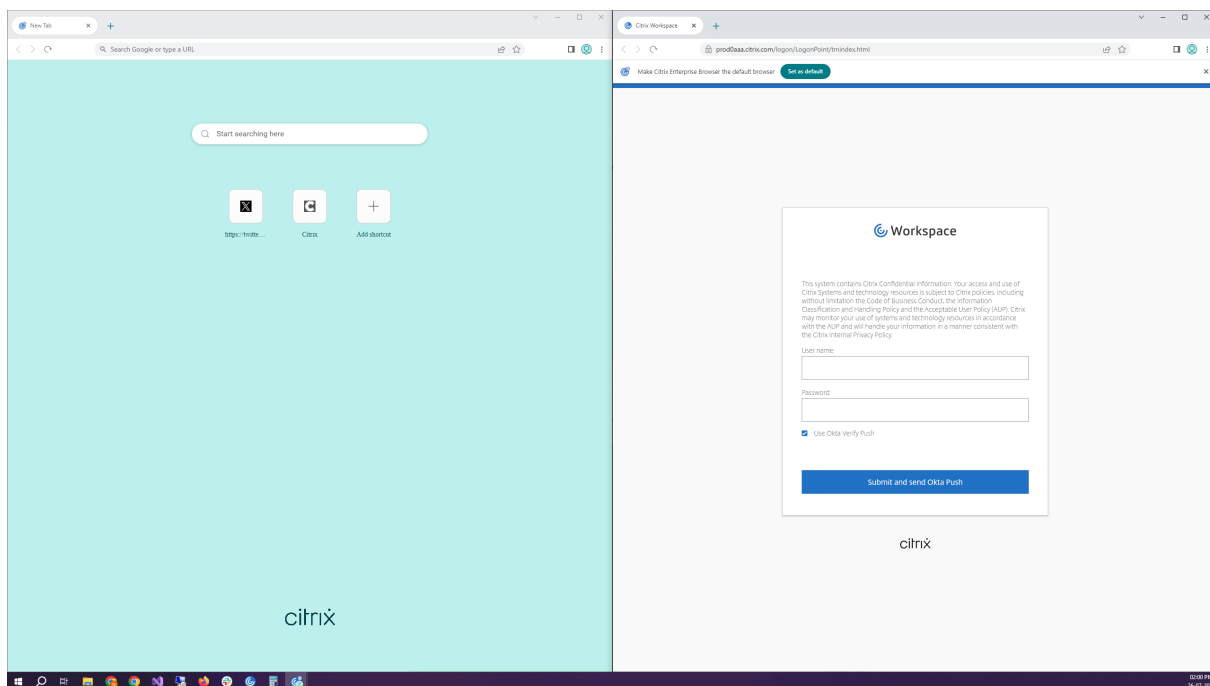 New Tab
Search Google or type a URL
Start searching here
https://twitte...
Citrix
Add shortcut
citrix
Citrix Workspace
prod0aaa.citrix.com/logon/LogonPoint/tmindex.html
Make Citrix Enterprise Browser the default browser
Set as default
Workspace
This system contains Citrix Confidential Information. Your access and use of
Citrix Systems and technology resources is subject to Citrix policies, including
without limitation the Code of Business Conduct, the Information
Classification and Handling Policy and the Acceptable User Policy (AUP). Citrix
may monitor your use of systems and technology resources in accordance
with the AUP and will handle your information in a manner consistent with
the Citrix Internal Privacy Policy.
User name:
Password:
Use Okta Verify Push
Submit and send Okta Push
citrix
02:00 PM